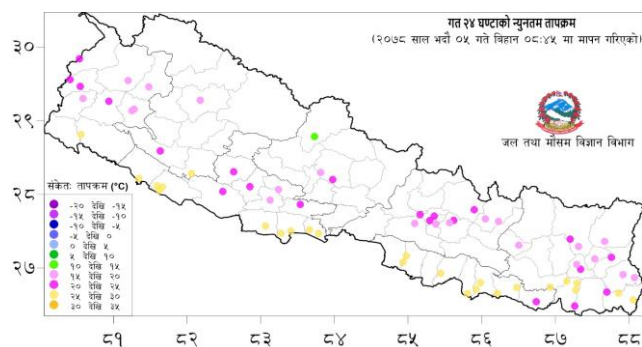 गत २४ घण्टाको न्युनतम तापक्रम
(२०७८ साल भदौ ०५ गते बिहान ०८:४५ मा मापन गरिएको)
जल तथा मौसम विज्ञान विभाग
३०
२९
२८
२७
संकेतः तापक्रम (°C)
-२० देखि -१५
-१५ देखि -१०
-१० देखि -५
-५ देखि ०
० देखि ५
५ देखि १०
१० देखि १५
१५ देखि २०
२० देखि २५
२५ देखि ३०
३० देखि ३५
८१ ८२ ८३ ८४ ८५ ८६ ८७ ८८